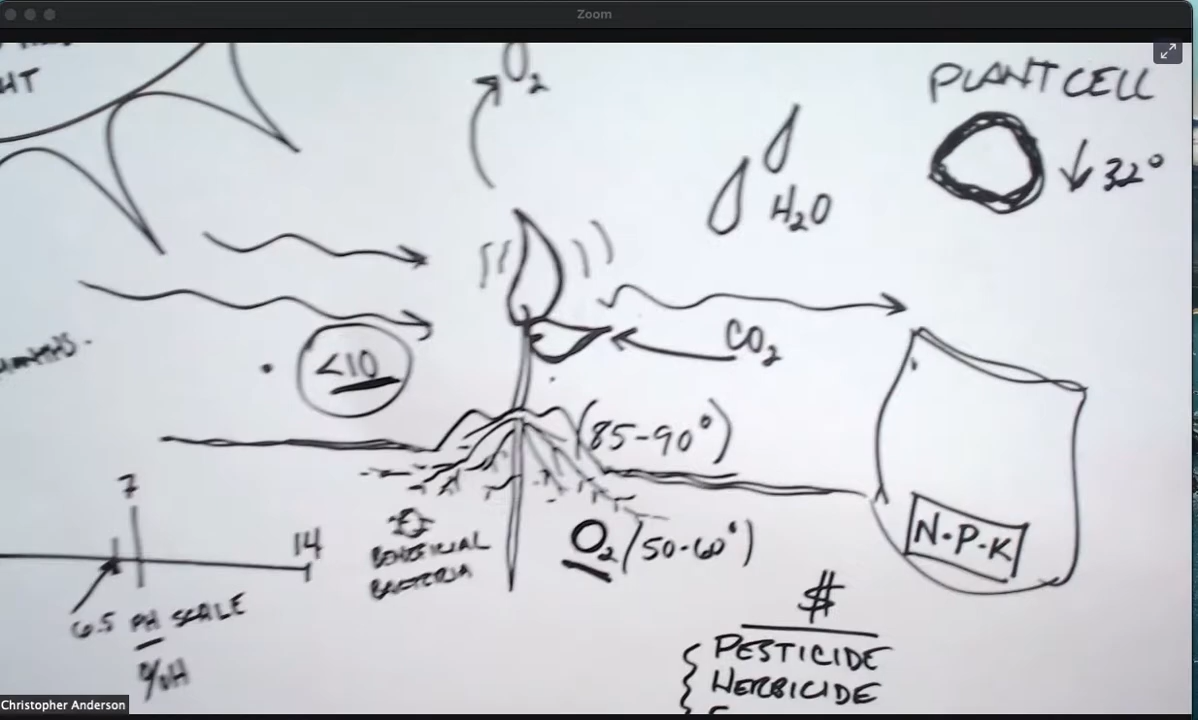 Zoom
HT
O₂
PLANT CELL
↓ 32°
H₂O
CO₂
<10
(85-90°)
7
14
6.5 PH SCALE
BENEFICIAL
BACTERIA
O₂ (50-60°)
N-P-K
$
PESTICIDE
HERBICIDE
Christopher Anderson